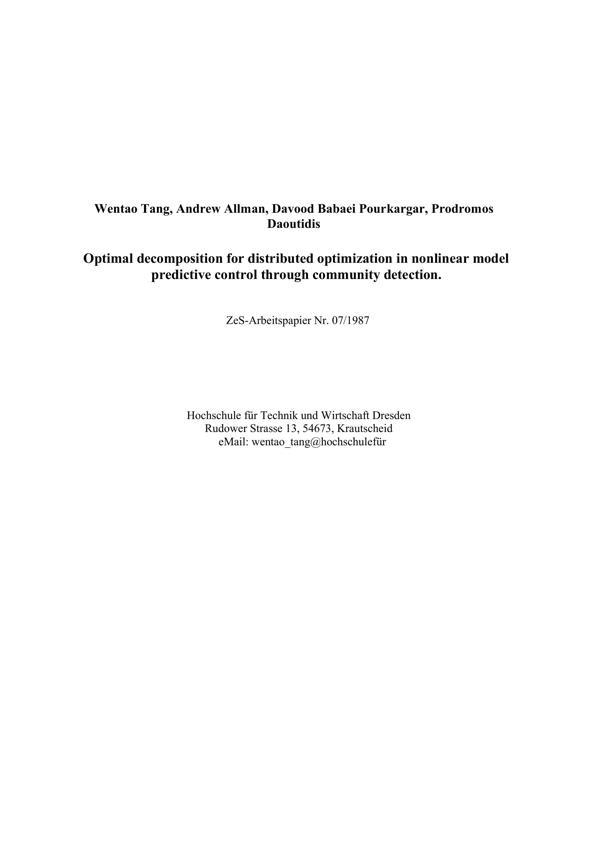 Wentao Tang, Andrew Allman, Davood Babaei Pourkargar, Prodromos
Daoutidis
Optimal decomposition for distributed optimization in nonlinear model
predictive control through community detection.
ZeS-Arbeitspapier Nr. 07/1987
Hochschule für Technik und Wirtschaft Dresden
Rudower Strasse 13, 54673, Krautscheid
eMail: wentao_tang@hochschulefür